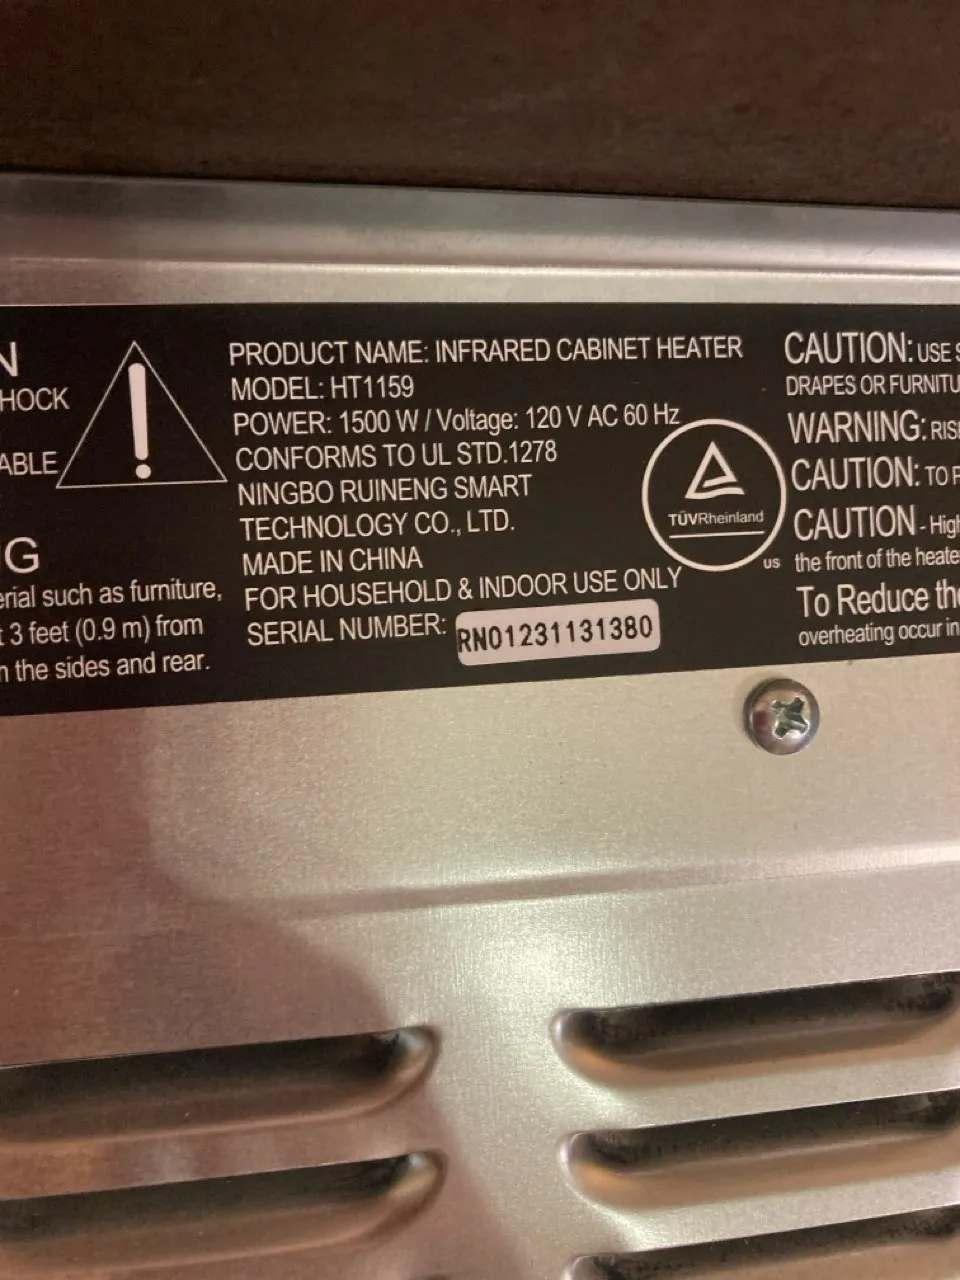 N
HOCK
ABLE
G
erial such as furniture,
t 3 feet (0.9 m) from
n the sides and rear.
PRODUCT NAME: INFRARED CABINET HEATER
MODEL: HT1159
POWER: 1500 W / Voltage: 120 V AC 60 Hz
CONFORMS TO UL STD.1278
NINGBO RUINENG SMART
TECHNOLOGY CO., LTD.
MADE IN CHINA
FOR HOUSEHOLD & INDOOR USE ONLY
SERIAL NUMBER: RN01231131380
TÜVRheinland
US
CAUTION: USE S
DRAPES OR FURNITU
WARNING: RIS
CAUTION: TO P
CAUTION - High
the front of the heate
To Reduce the
overheating occur in